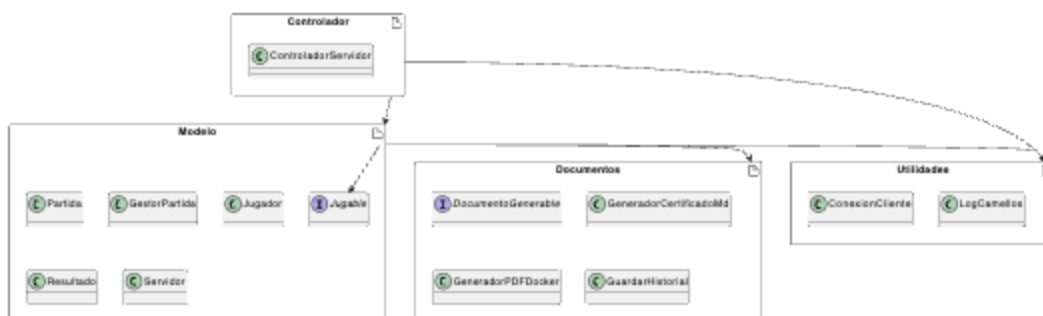 Controlador
C ControladorServidor
Modelo
C Partida
C GestorPartida
C Jugador
I Jugable
C Resultado
C Servidor
Documentos
I DocumentoGenerable
C GeneradorCertificadoMd
C GeneradorPDFDocker
C GuardarHistorial
Utilidades
C ConexionCliente
C LogCamellos